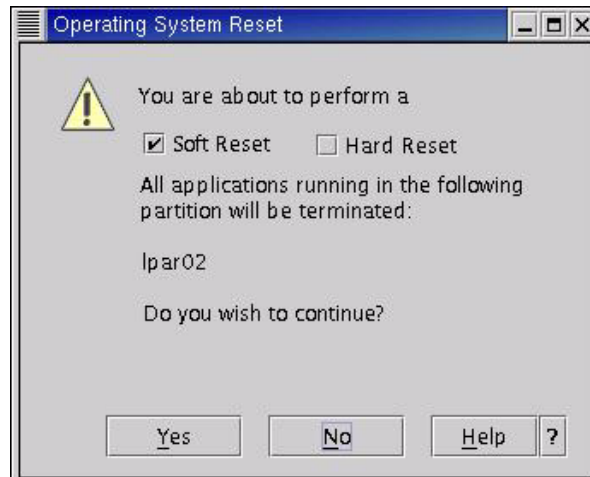 Operating System Reset
You are about to perform a
Soft Reset Hard Reset
All applications running in the following
partition will be terminated:
lpar02
Do you wish to continue?
Yes No Help ?